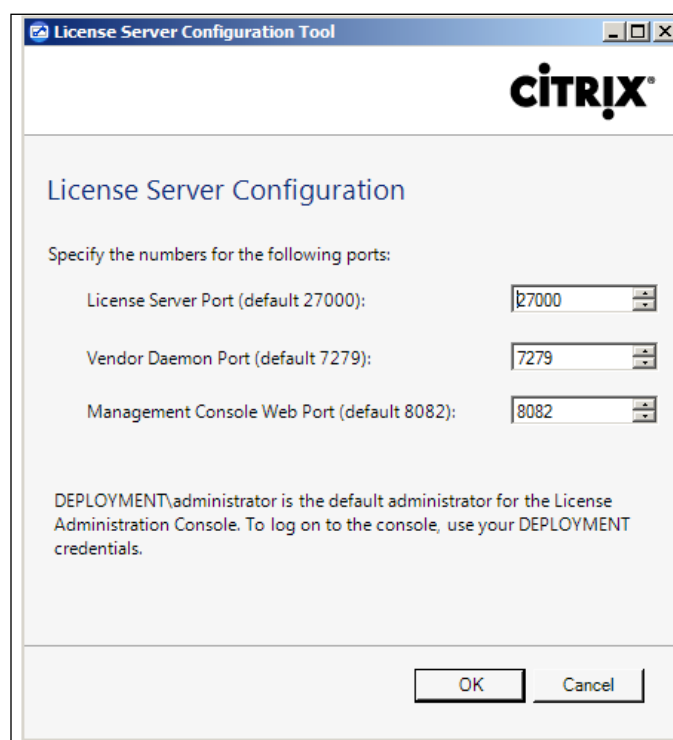 License Server Configuration Tool
CİTRIX®
License Server Configuration
Specify the numbers for the following ports:
License Server Port (default 27000): 27000
Vendor Daemon Port (default 7279): 7279
Management Console Web Port (default 8082): 8082
DEPLOYMENT\administrator is the default administrator for the License
Administration Console. To log on to the console, use your DEPLOYMENT
credentials.
OK Cancel